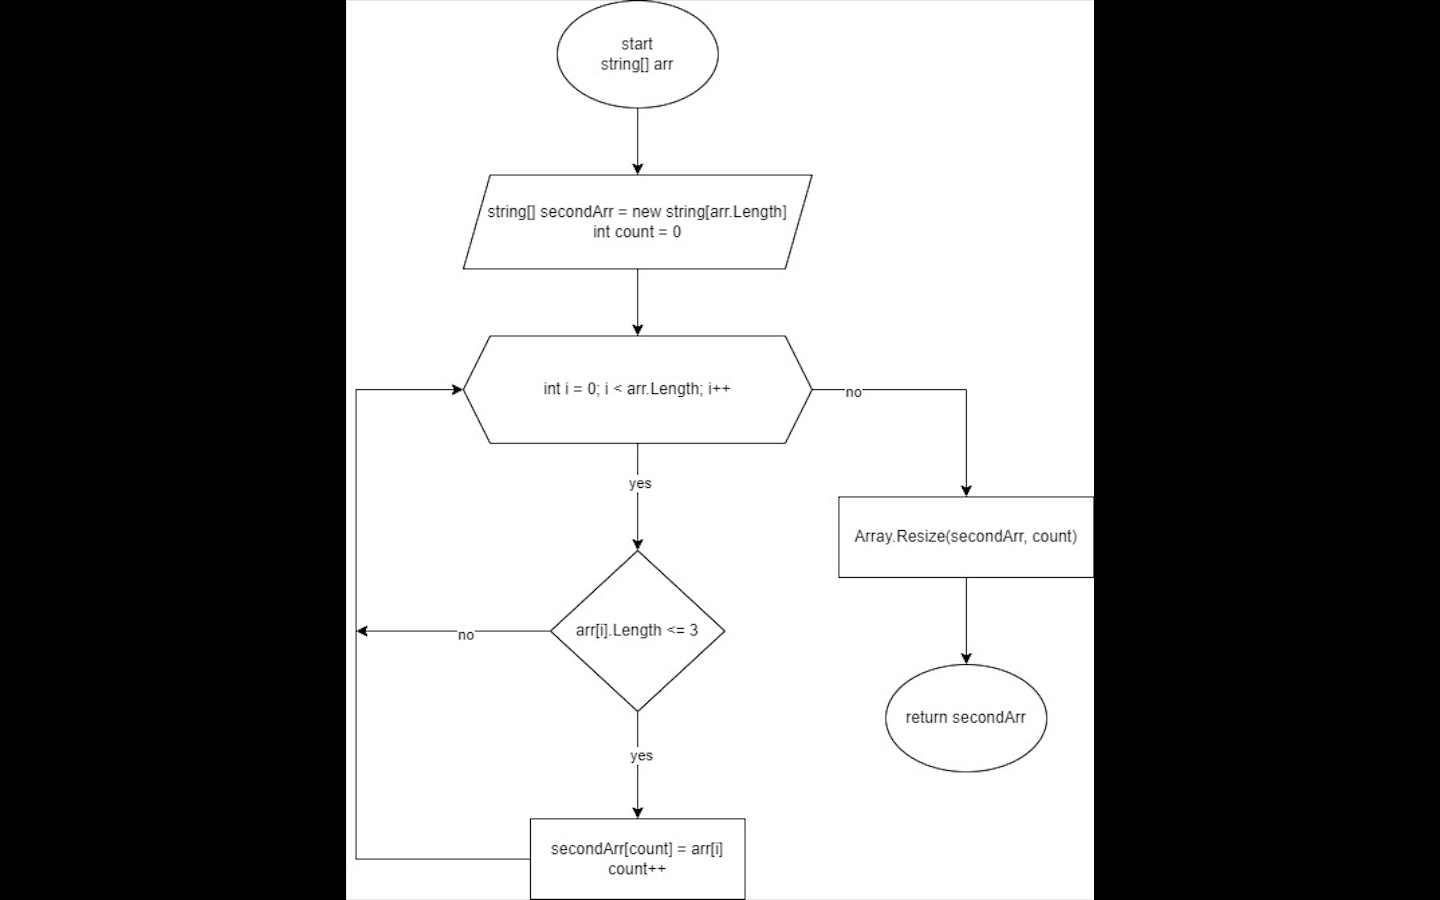 start
string[] arr
string[] secondArr = new string[arr.Length]
int count = 0
int i = 0; i < arr.Length; i++
no
yes
Array.Resize(secondArr, count)
arr[i].Length <= 3
no
return secondArr
yes
secondArr[count] = arr[i]
count++